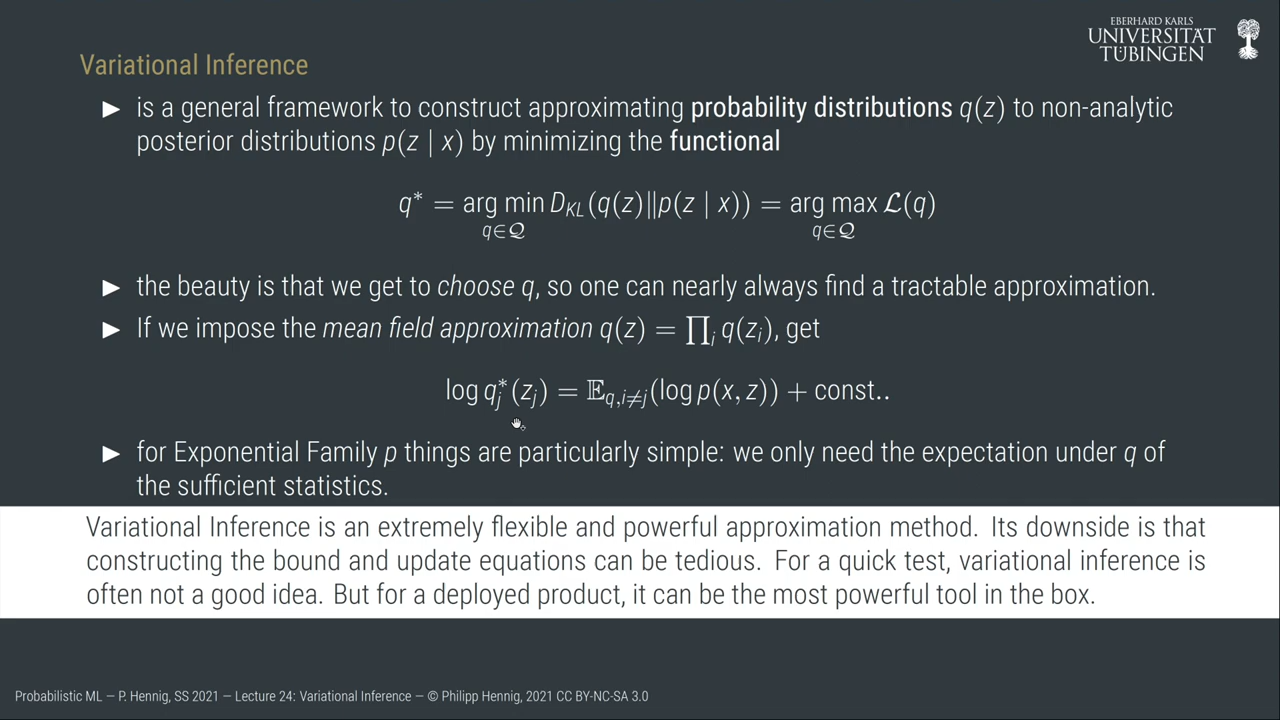 EBERHARD KARLS
UNIVERSITÄT
TÜBINGEN
Variational Inference
▶ is a general framework to construct approximating probability distributions q(z) to non-analytic
posterior distributions p(z | x) by minimizing the functional
q* = arg min_{q∈𝒬} D_{KL}(q(z)‖p(z | x)) = arg max_{q∈𝒬} ℒ(q)
▶ the beauty is that we get to choose q, so one can nearly always find a tractable approximation.
▶ If we impose the mean field approximation q(z) = ∏_i q(z_i), get
log q*_j(z_j) = 𝔼_{q,i≠j}(log p(x, z)) + const..
▶ for Exponential Family p things are particularly simple: we only need the expectation under q of
the sufficient statistics.
Variational Inference is an extremely flexible and powerful approximation method. Its downside is that
constructing the bound and update equations can be tedious. For a quick test, variational inference is
often not a good idea. But for a deployed product, it can be the most powerful tool in the box.
Probabilistic ML — P. Hennig, SS 2021 — Lecture 24: Variational Inference — © Philipp Hennig, 2021 CC BY-NC-SA 3.0